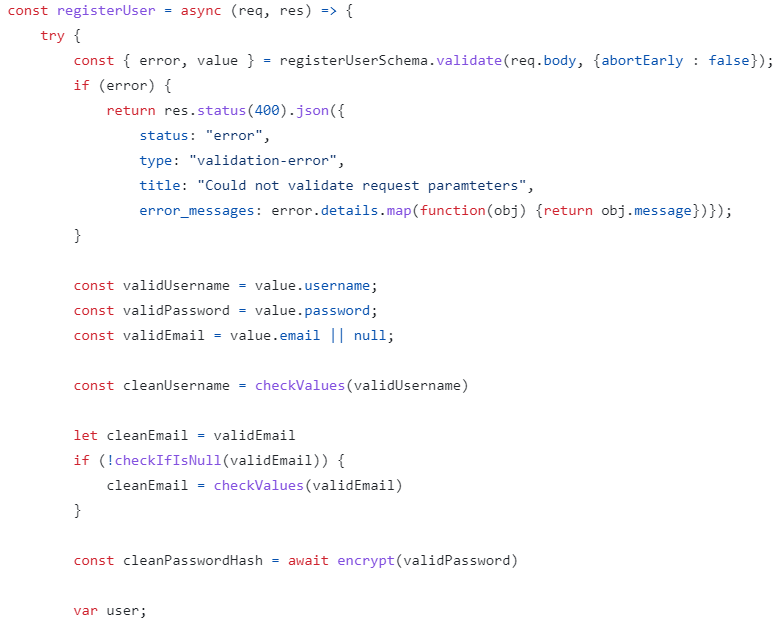 const registerUser = async (req, res) => {
try {
const { error, value } = registerUserSchema.validate(req.body, {abortEarly : false});
if (error) {
return res.status(400).json({
status: "error",
type: "validation-error",
title: "Could not validate request paramteters",
error_messages: error.details.map(function(obj) {return obj.message})});
}
const validUsername = value.username;
const validPassword = value.password;
const validEmail = value.email || null;
const cleanUsername = checkValues(validUsername)
let cleanEmail = validEmail
if (!checkIfIsNull(validEmail)) {
cleanEmail = checkValues(validEmail)
}
const cleanPasswordHash = await encrypt(validPassword)
var user;